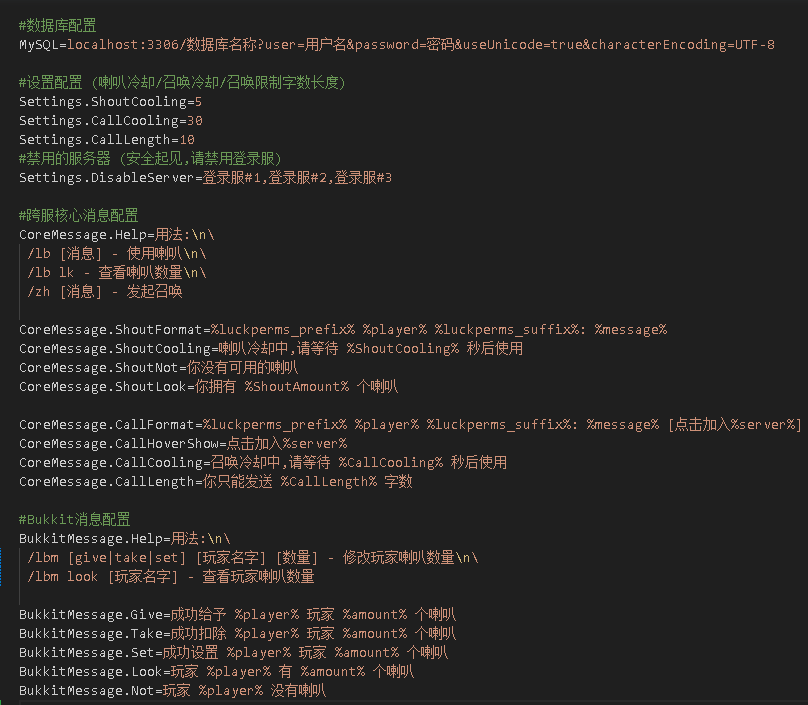 #数据库配置
MySQL=localhost:3306/数据库名称?user=用户名&password=密码&useUnicode=true&characterEncoding=UTF-8
#设置配置 (喇叭冷却/召唤冷却/召唤限制字数长度)
Settings.ShoutCooling=5
Settings.CallCooling=30
Settings.CallLength=10
#禁用的服务器 (安全起见,请禁用登录服)
Settings.DisableServer=登录服#1,登录服#2,登录服#3
#跨服核心消息配置
CoreMessage.Help=用法:\n\
/lb [消息] - 使用喇叭\n\
/lb lk - 查看喇叭数量\n\
/zh [消息] - 发起召唤
CoreMessage.ShoutFormat=%luckperms_prefix% %player% %luckperms_suffix%: %message%
CoreMessage.ShoutCooling=喇叭冷却中,请等待 %ShoutCooling% 秒后使用
CoreMessage.ShoutNot=你没有可用的喇叭
CoreMessage.ShoutLook=你拥有 %ShoutAmount% 个喇叭
CoreMessage.CallFormat=%luckperms_prefix% %player% %luckperms_suffix%: %message% [点击加入%server%]
CoreMessage.CallHoverShow=点击加入%server%
CoreMessage.CallCooling=召唤冷却中,请等待 %CallCooling% 秒后使用
CoreMessage.CallLength=你只能发送 %CallLength% 字数
#Bukkit消息配置
BukkitMessage.Help=用法:\n\
/lbm [give|take|set] [玩家名字] [数量] - 修改玩家喇叭数量\n\
/lbm look [玩家名字] - 查看玩家喇叭数量
BukkitMessage.Give=成功给予 %player% 玩家 %amount% 个喇叭
BukkitMessage.Take=成功扣除 %player% 玩家 %amount% 个喇叭
BukkitMessage.Set=成功设置 %player% 玩家 %amount% 个喇叭
BukkitMessage.Look=玩家 %player% 有 %amount% 个喇叭
BukkitMessage.Not=玩家 %player% 没有喇叭